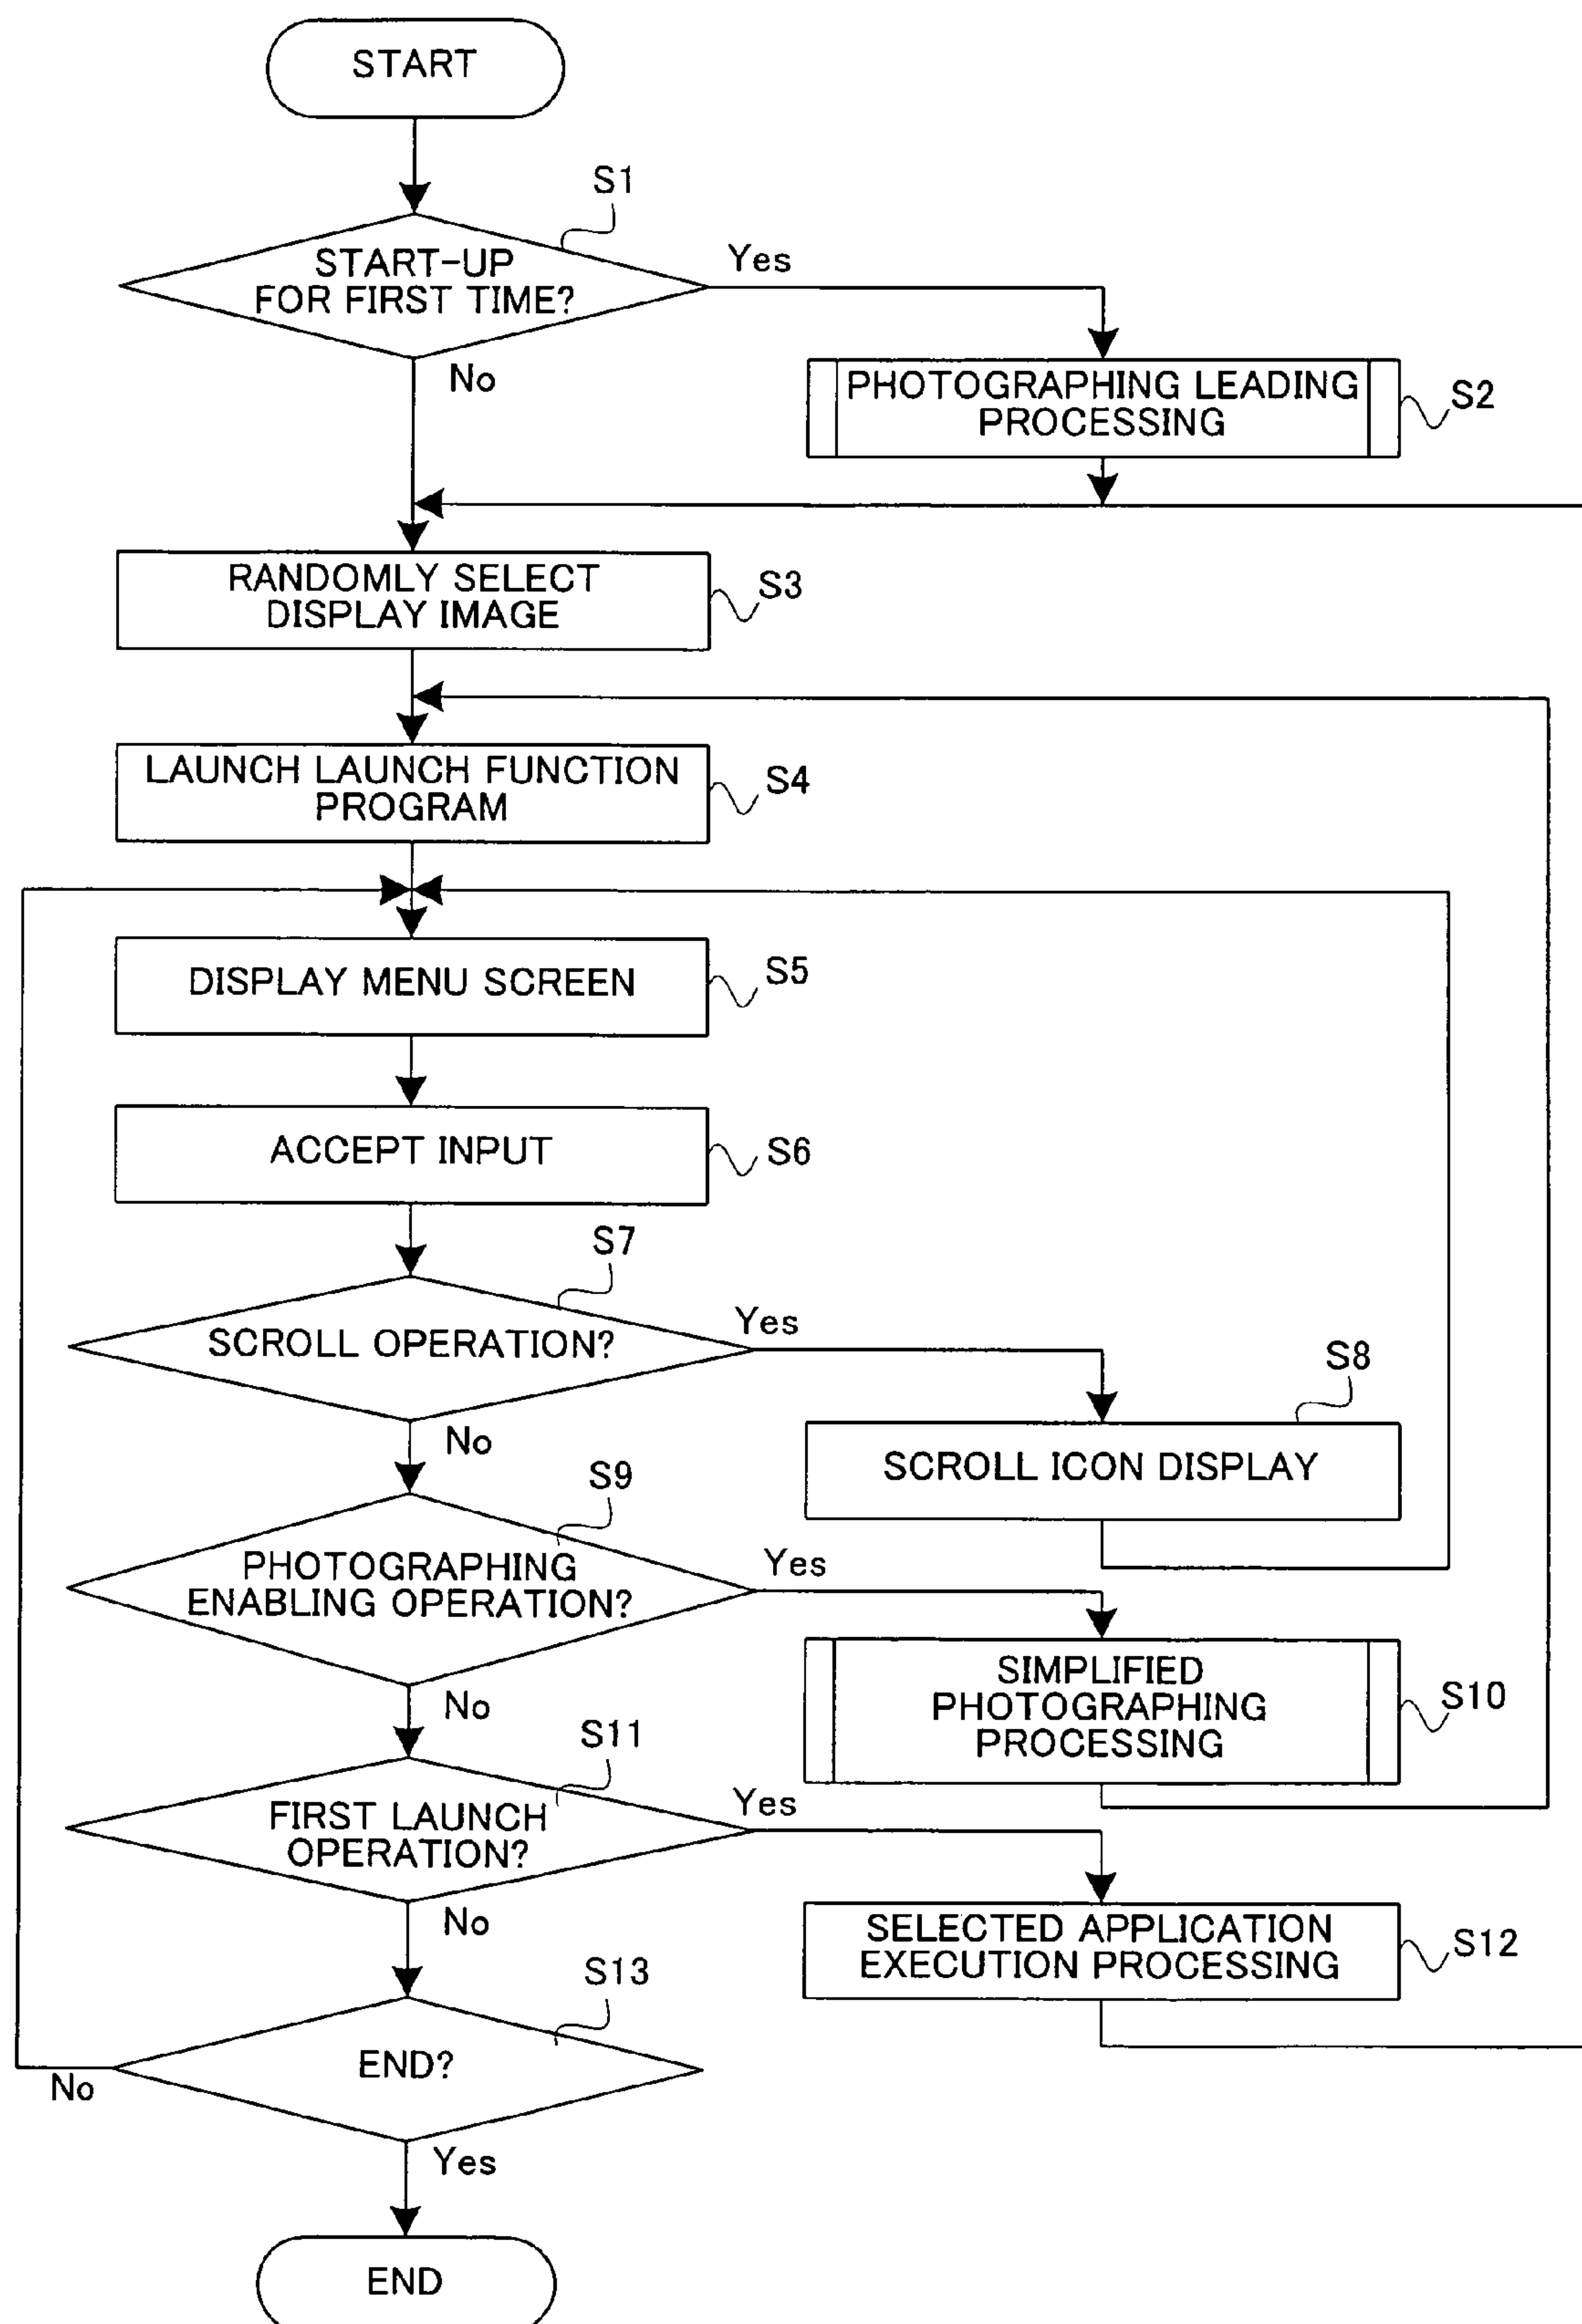 START
S1
START-UP
FOR FIRST TIME?
Yes
No
PHOTOGRAPHING LEADING
PROCESSING
S2
RANDOMLY SELECT
DISPLAY IMAGE
S3
LAUNCH LAUNCH FUNCTION
PROGRAM
S4
DISPLAY MENU SCREEN
S5
ACCEPT INPUT
S6
S7
SCROLL OPERATION?
Yes
No
S8
SCROLL ICON DISPLAY
S9
PHOTOGRAPHING
ENABLING OPERATION?
Yes
No
SIMPLIFIED
PHOTOGRAPHING
PROCESSING
S10
S11
FIRST LAUNCH
OPERATION?
Yes
No
SELECTED APPLICATION
EXECUTION PROCESSING
S12
S13
END?
No
Yes
END